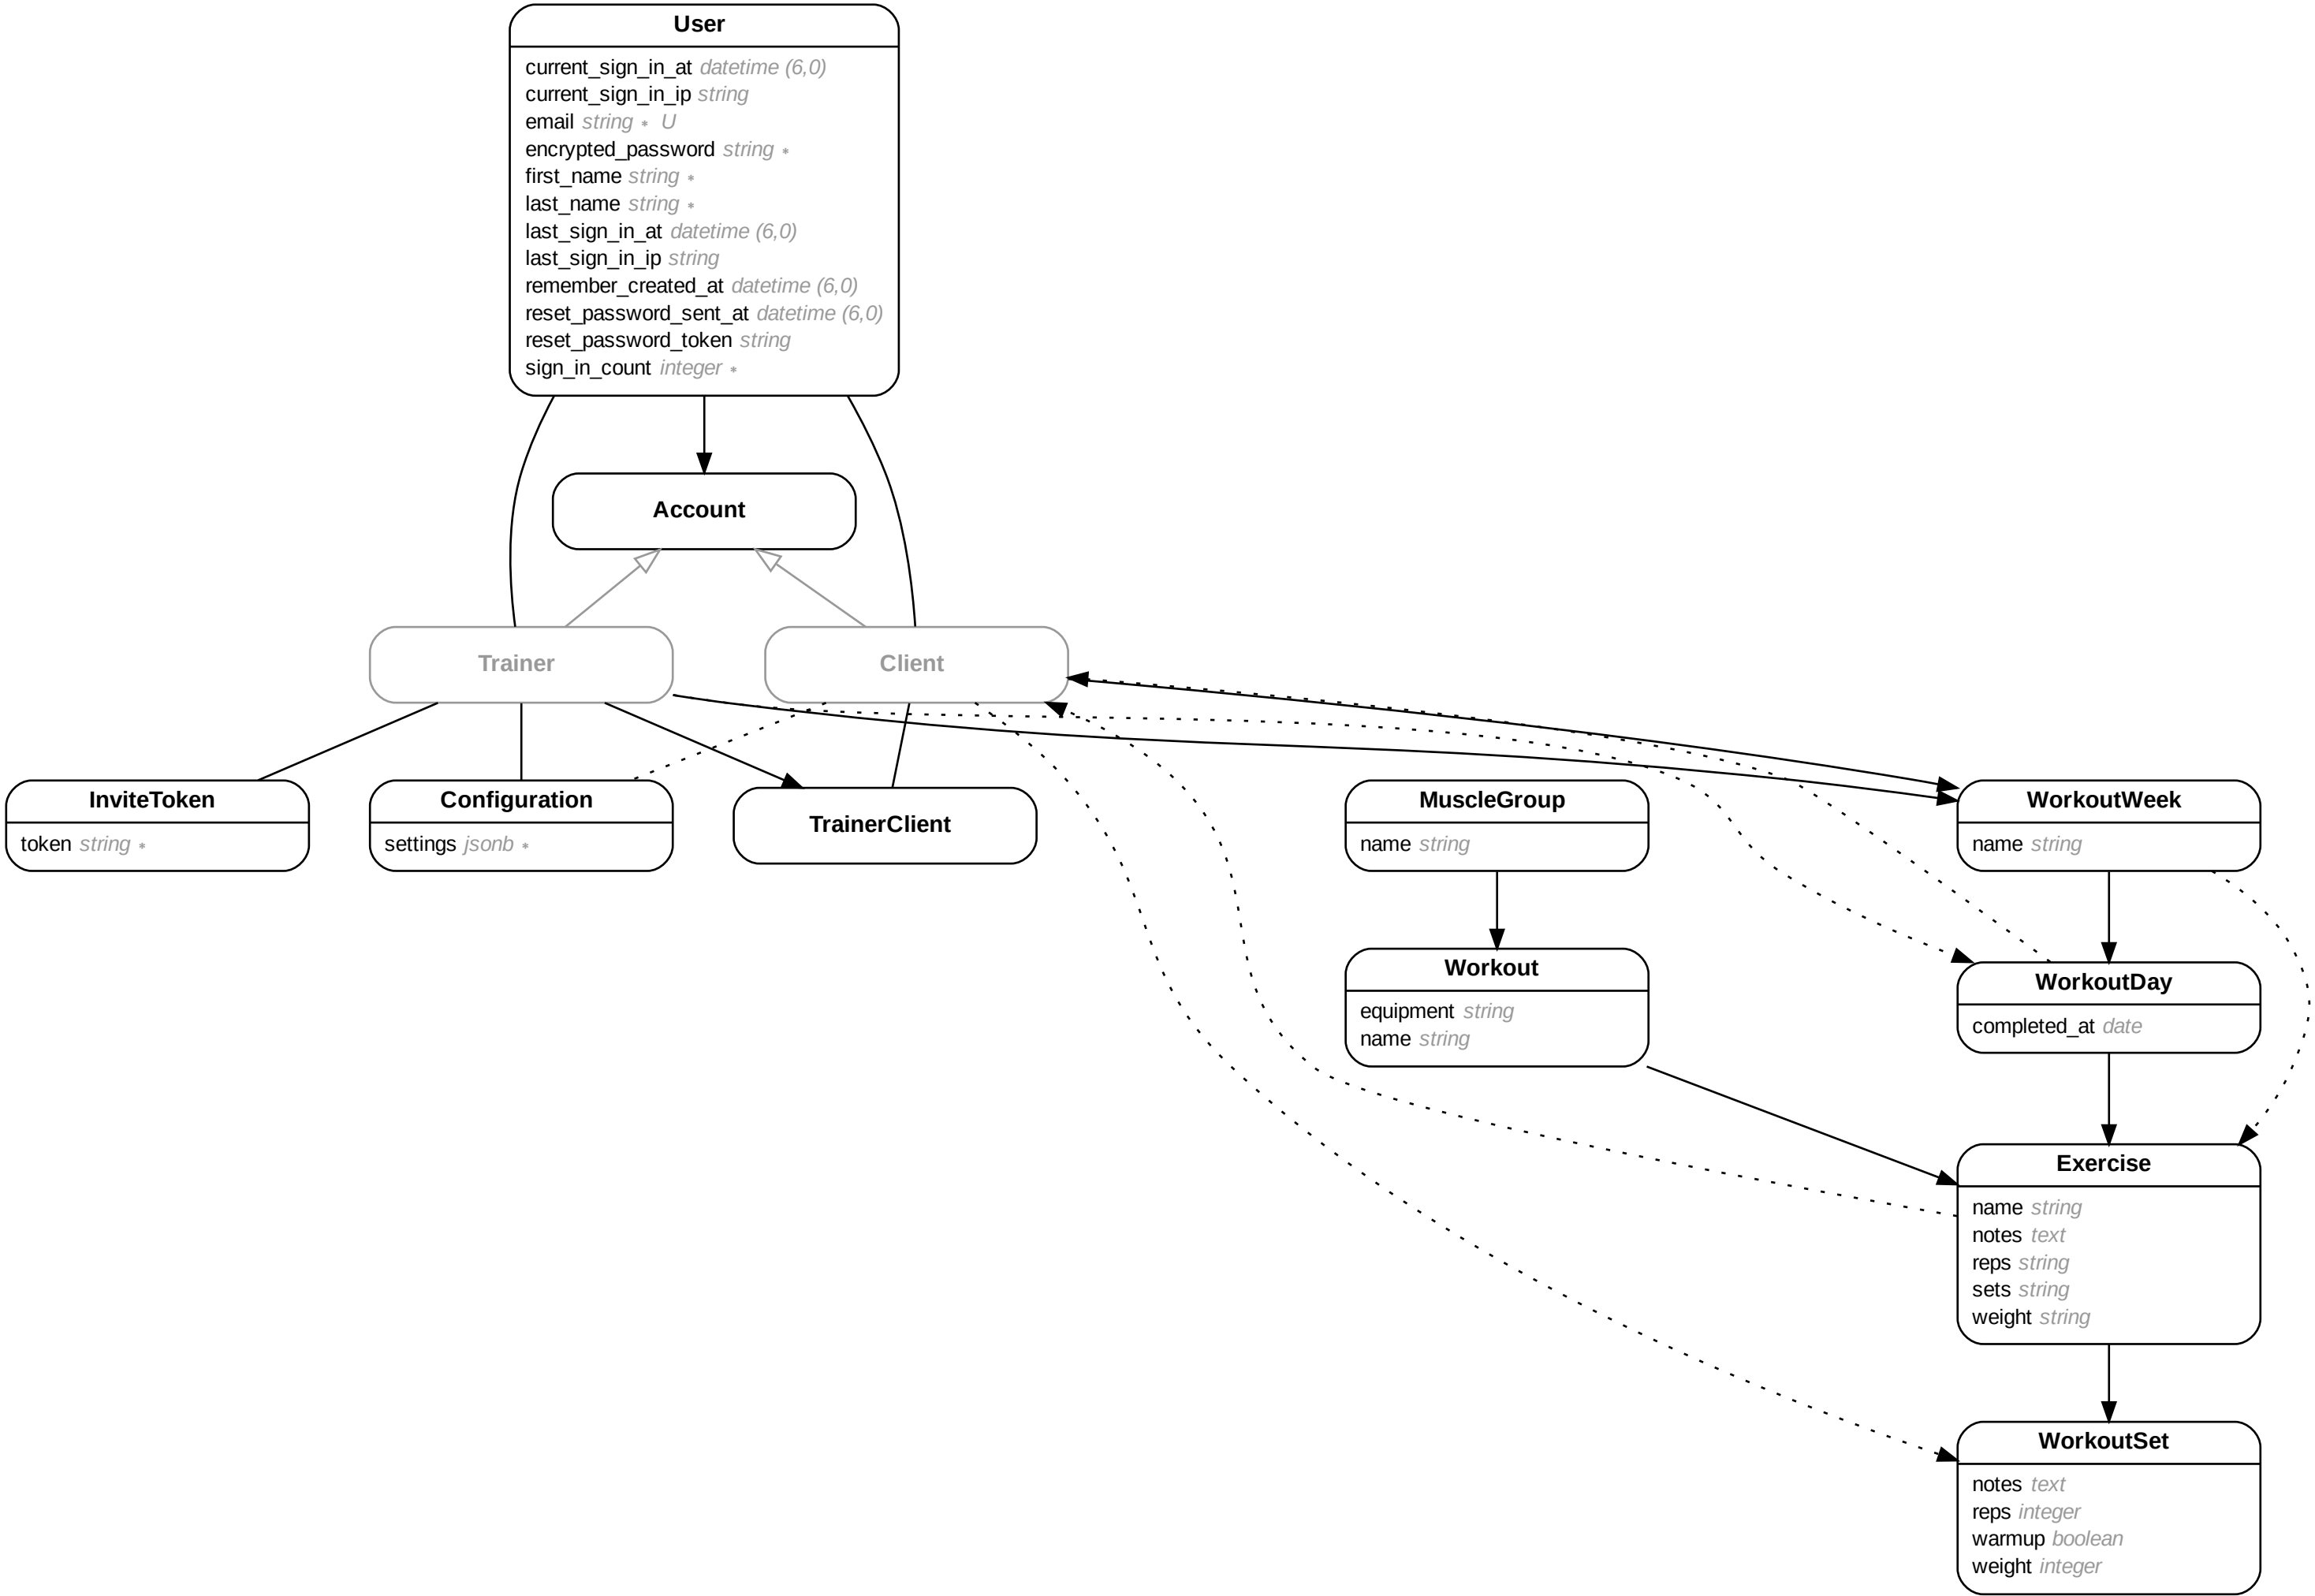 User
current_sign_in_at datetime (6,0)
current_sign_in_ip string
email string * U
encrypted_password string *
first_name string *
last_name string *
last_sign_in_at datetime (6,0)
last_sign_in_ip string
remember_created_at datetime (6,0)
reset_password_sent_at datetime (6,0)
reset_password_token string
sign_in_count integer *
Account
Trainer
Client
InviteToken
token string *
Configuration
settings jsonb *
TrainerClient
MuscleGroup
name string
WorkoutWeek
name string
Workout
equipment string
name string
WorkoutDay
completed_at date
Exercise
name string
notes text
reps string
sets string
weight string
WorkoutSet
notes text
reps integer
warmup boolean
weight integer